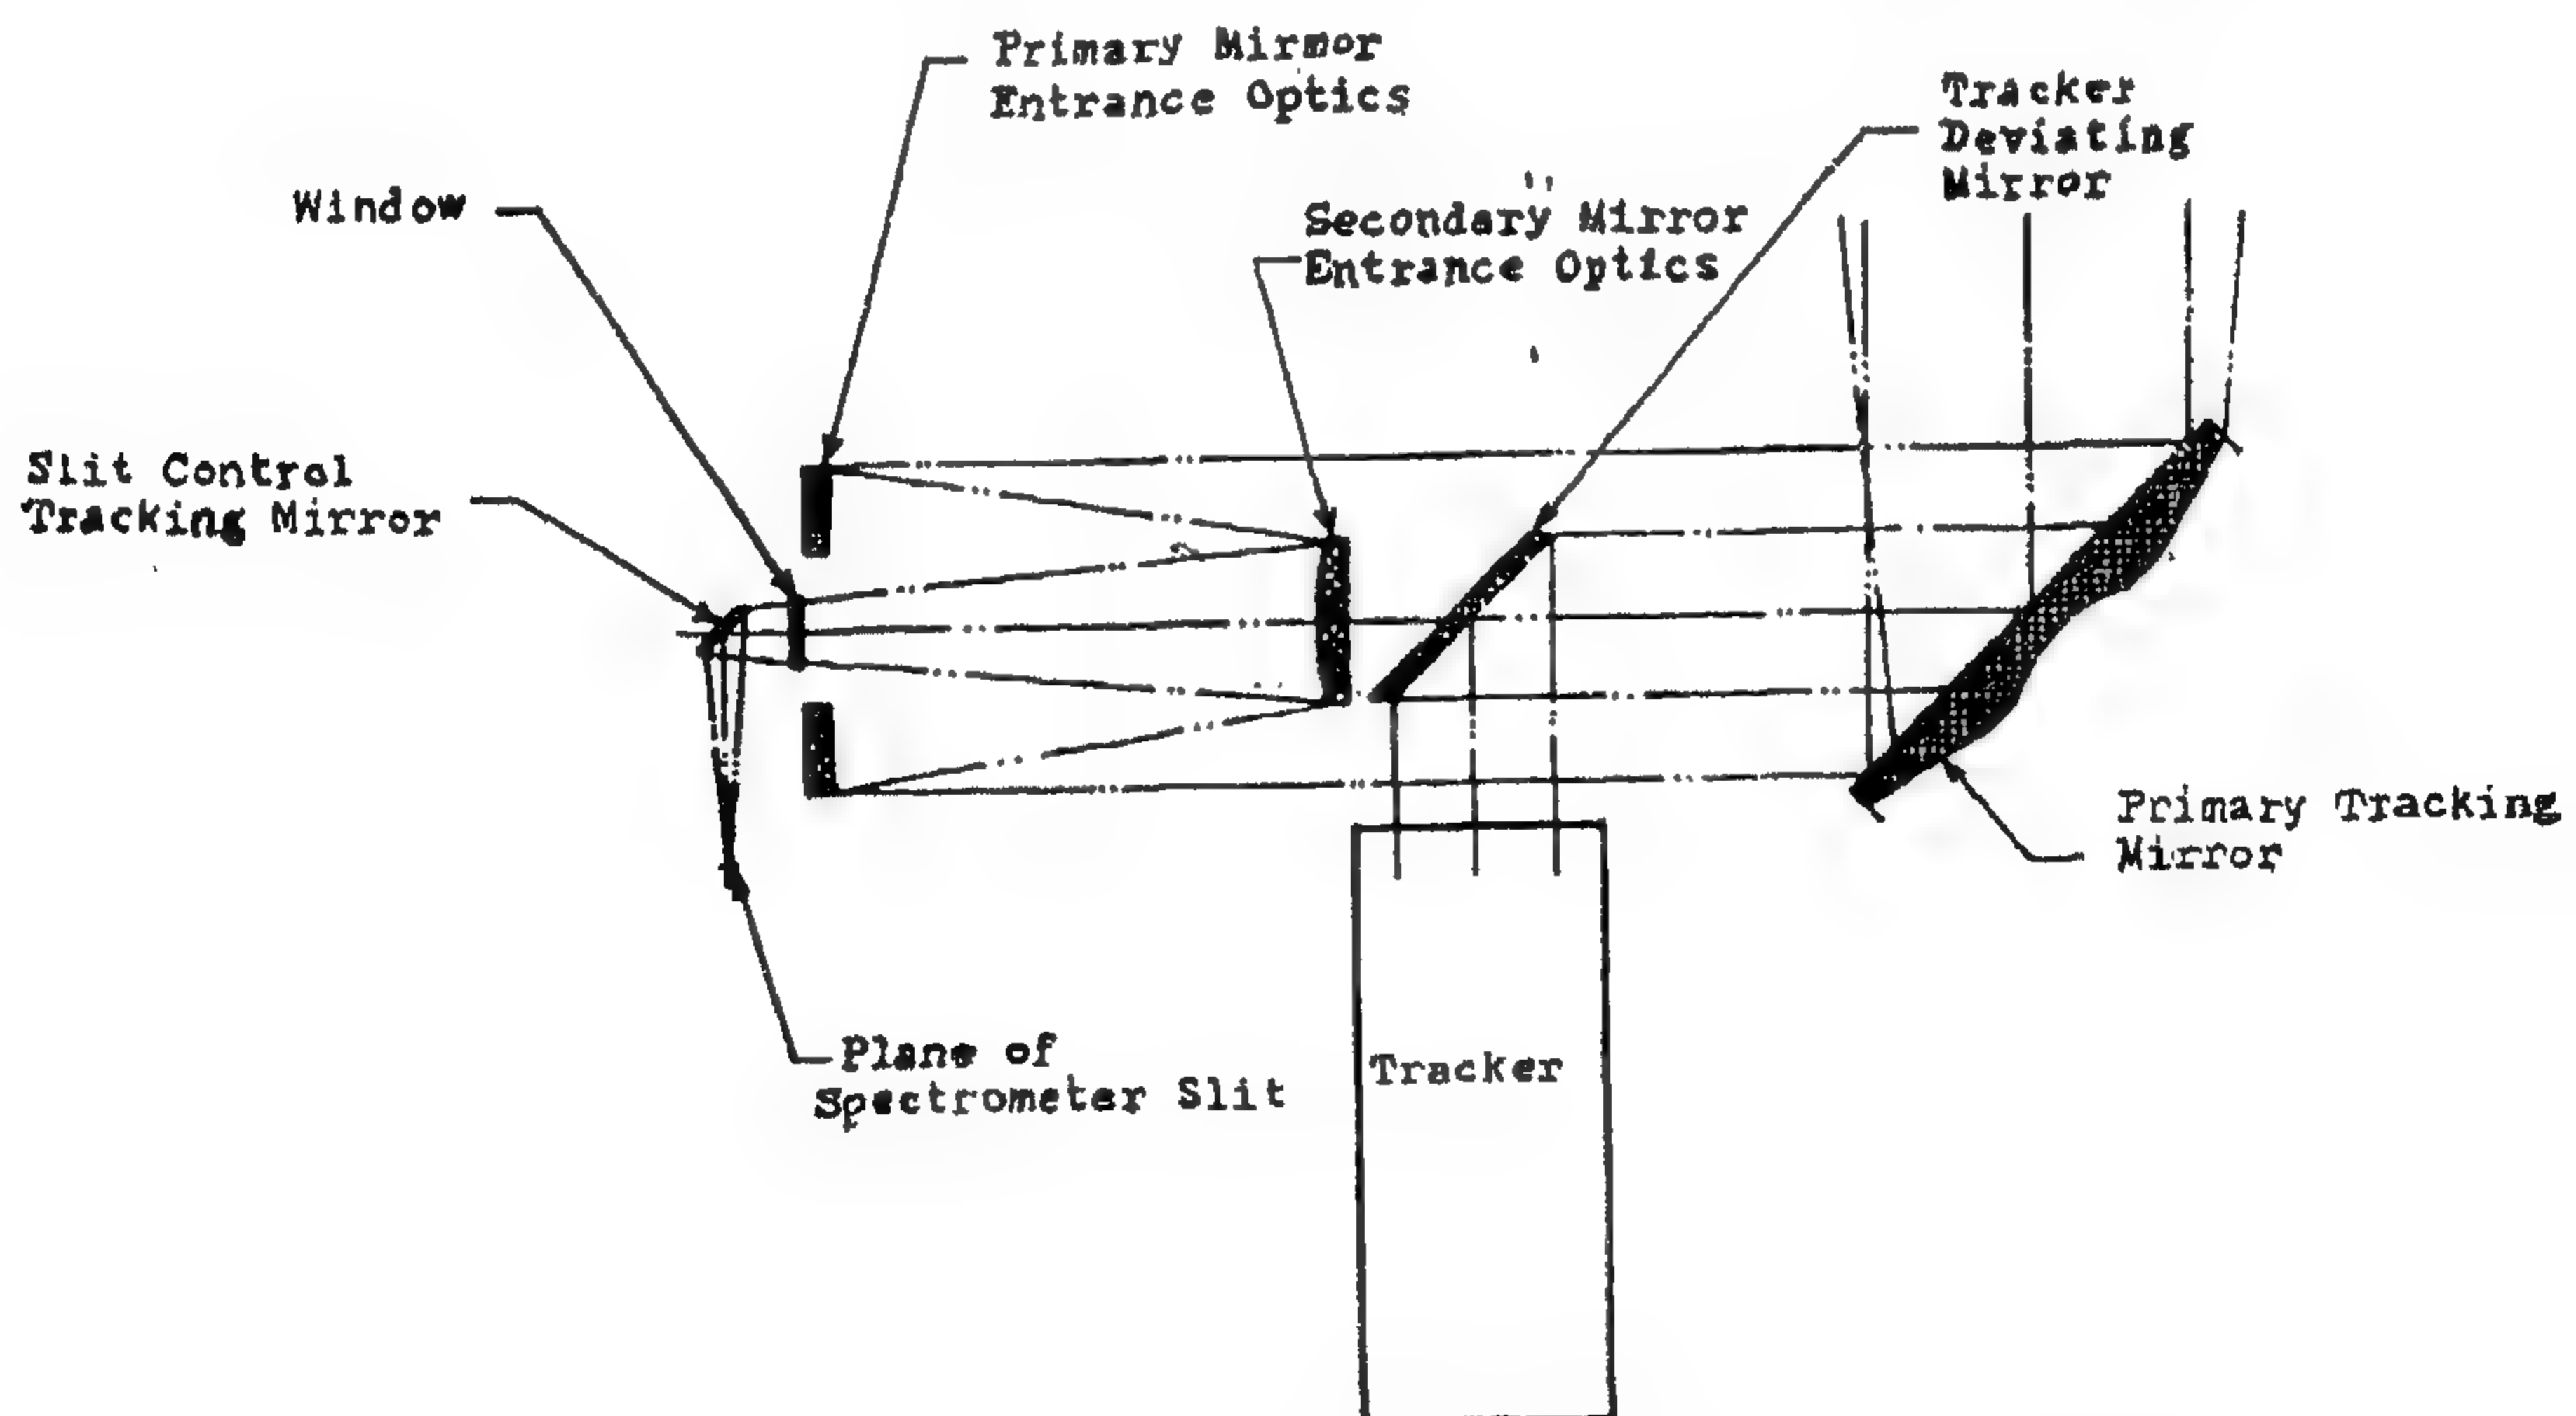 Primary Mirmor
Entrance Optics
Tracker
Deviating
Mirror
Window
Secondary Mirror
Entrance Optics
Slit Control
Tracking Mirror
Primary Tracking
Mirror
Plane of
Spectrometer Slit
Tracker